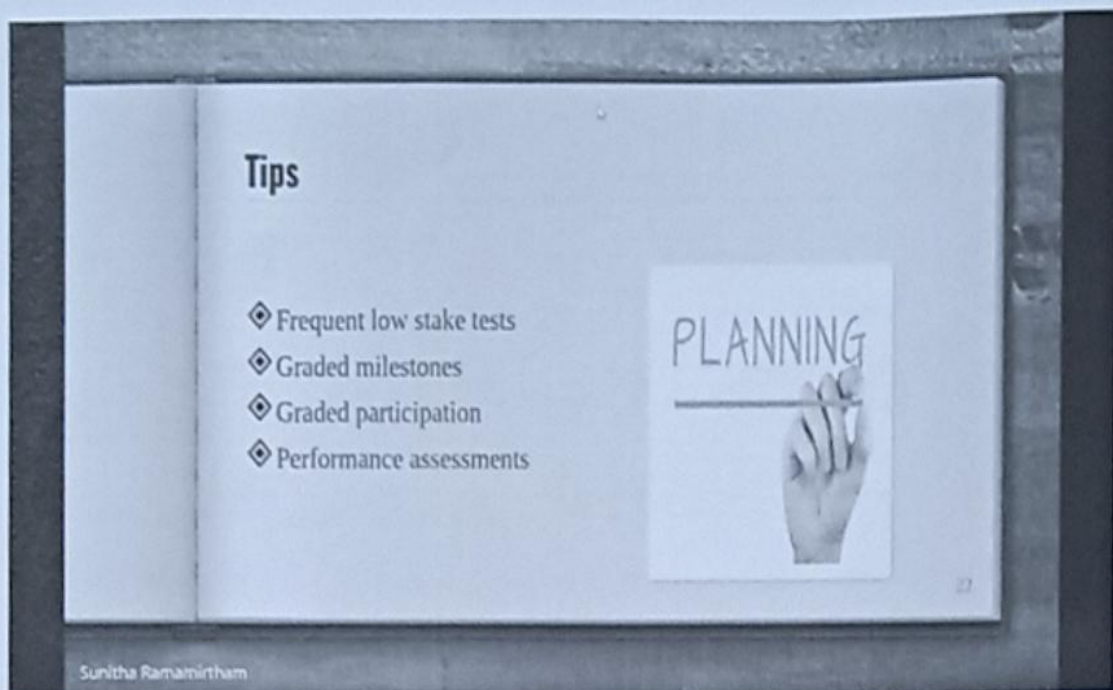 Tips
Frequent low stake tests
Graded milestones
Graded participation
Performance assessments
PLANNING
Sunitha Ramamirtham